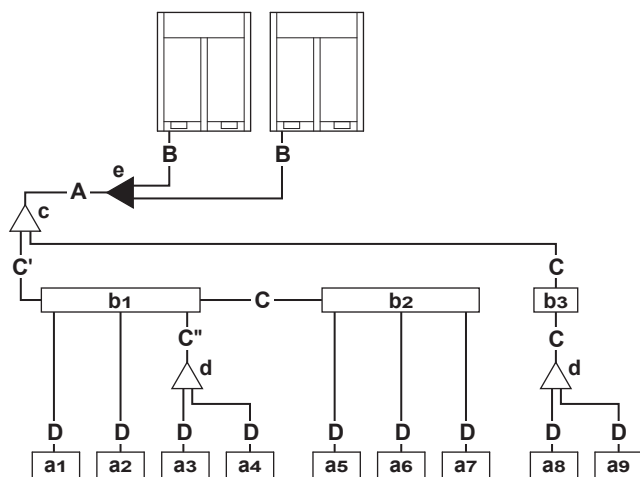 B B
e
A
c
C' C
b1 C b2 b3
C" C
d d
D D D D D D D D D
a1 a2 a3 a4 a5 a6 a7 a8 a9